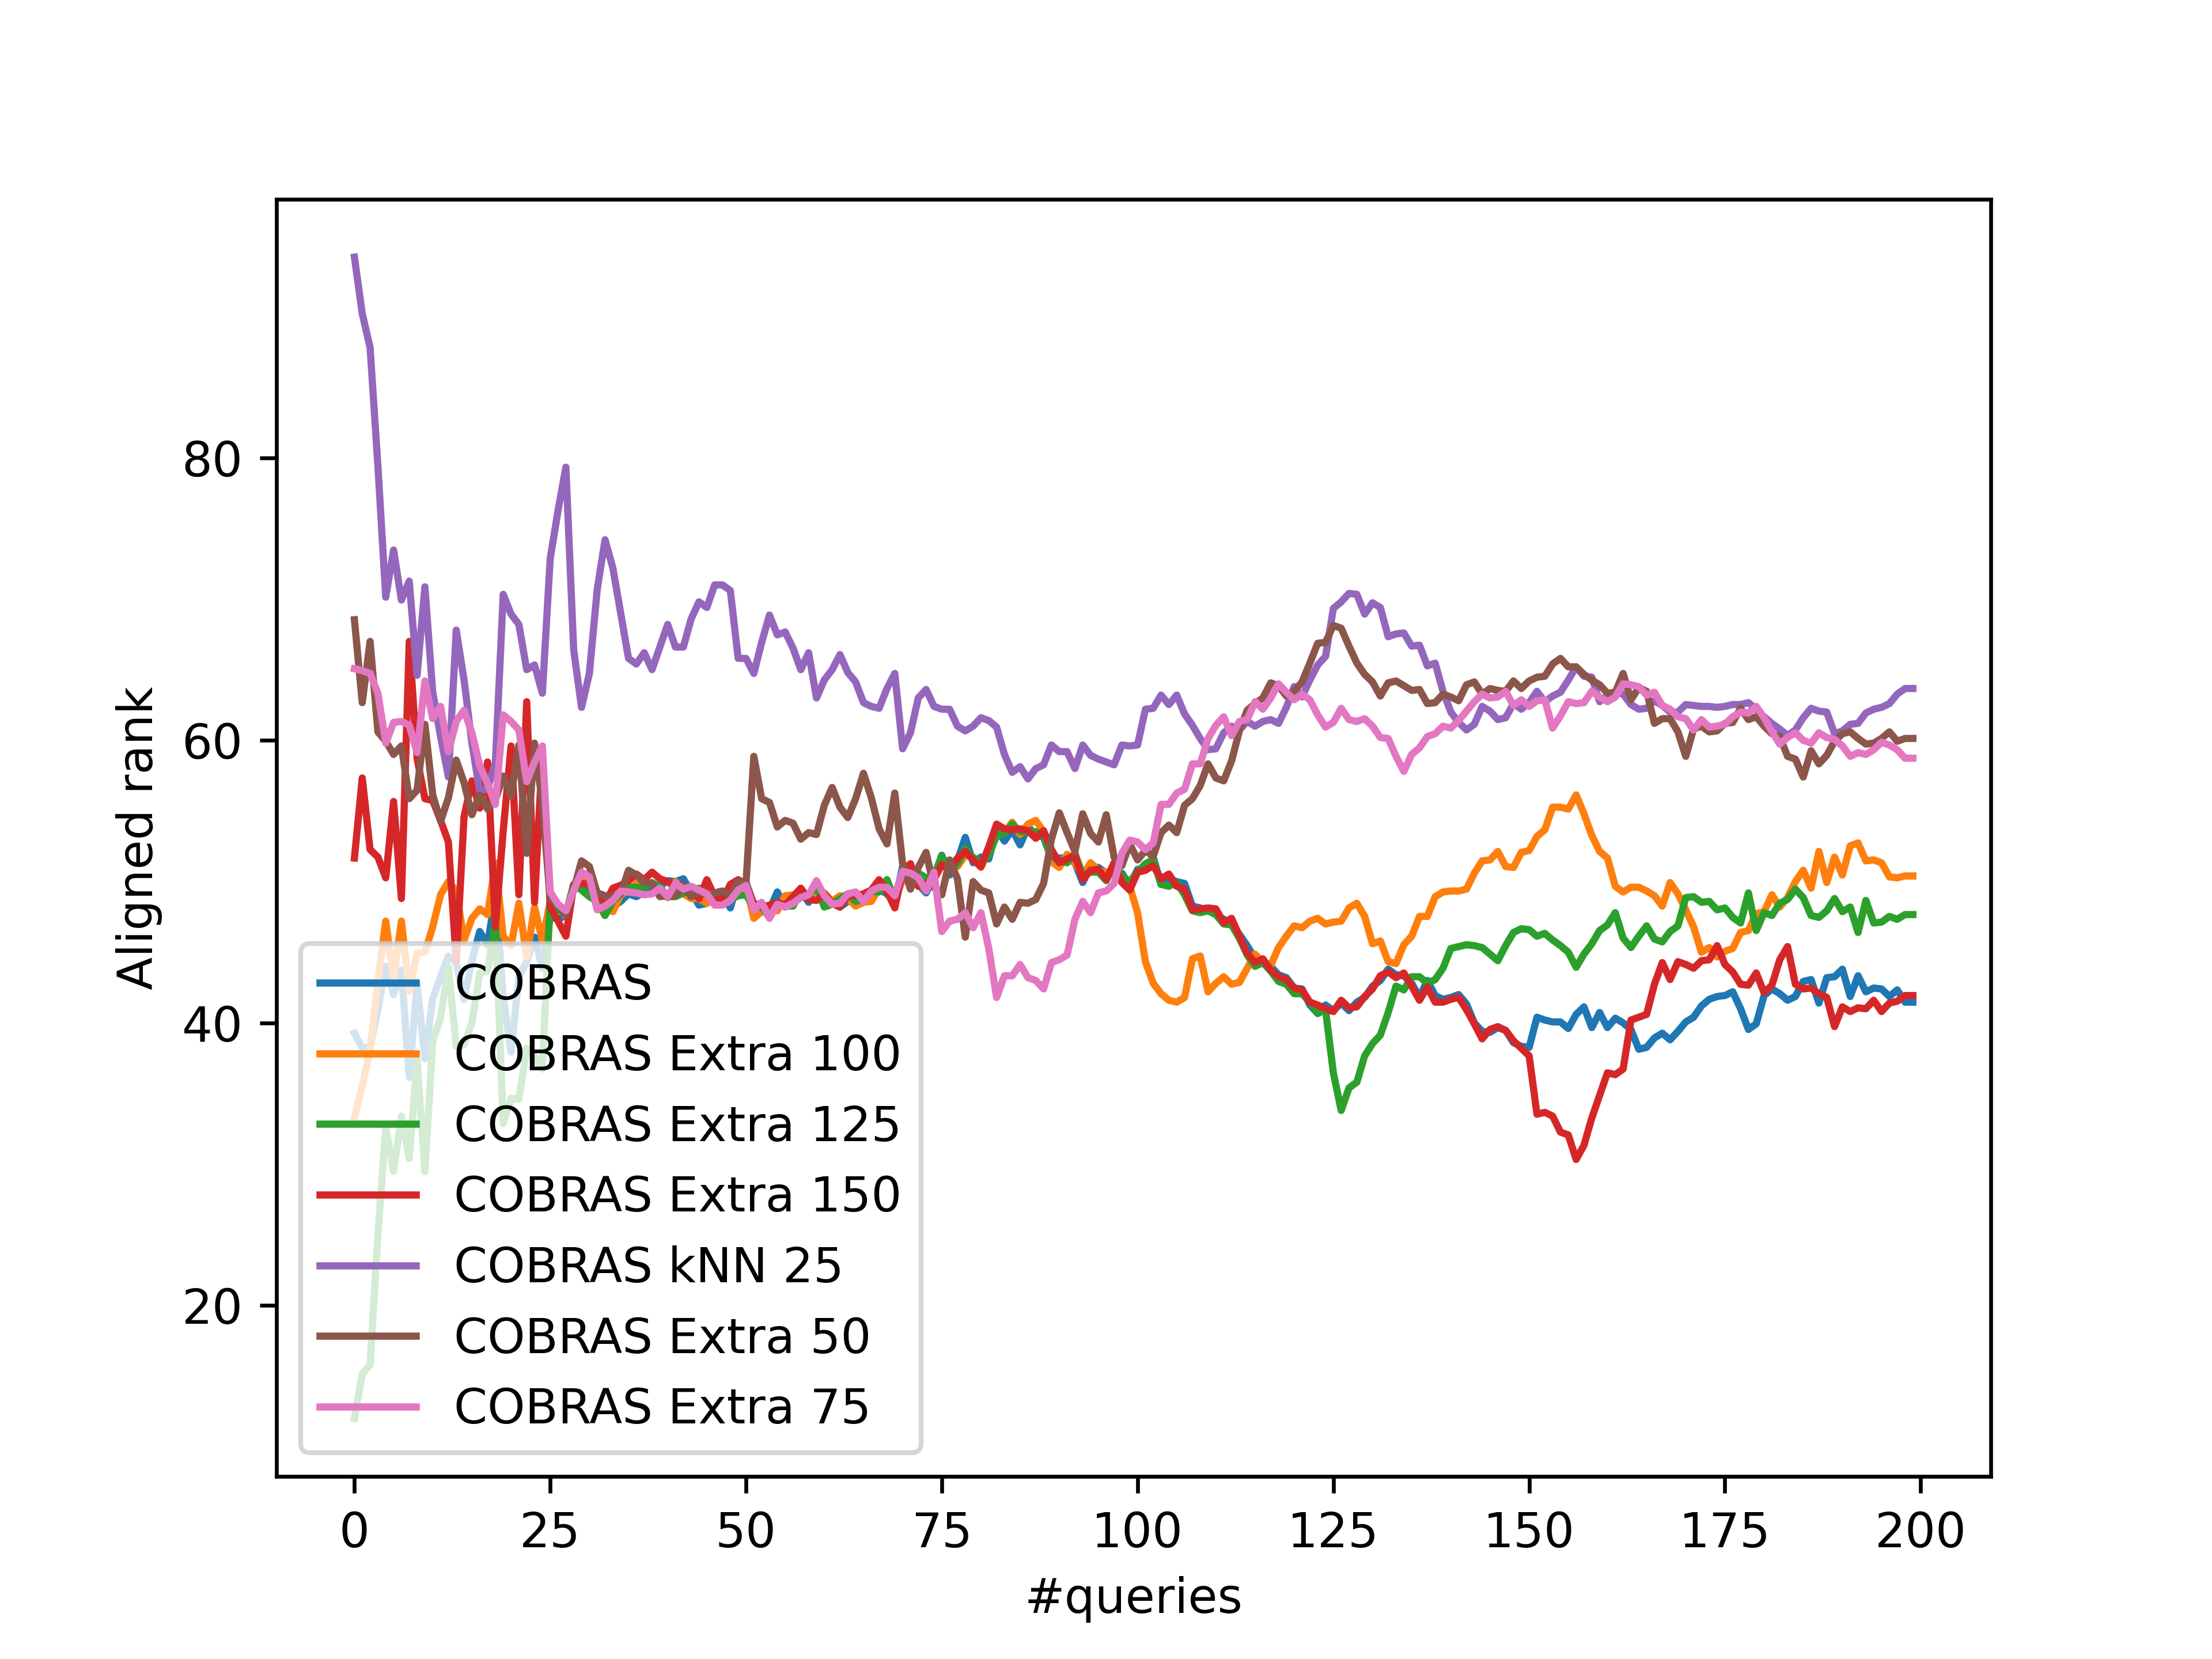 80
60
40
20
Aligned rank
COBRAS
COBRAS Extra 100
COBRAS Extra 125
COBRAS Extra 150
COBRAS kNN 25
COBRAS Extra 50
COBRAS Extra 75
0 25 50 75 100 125 150 175 200
#queries